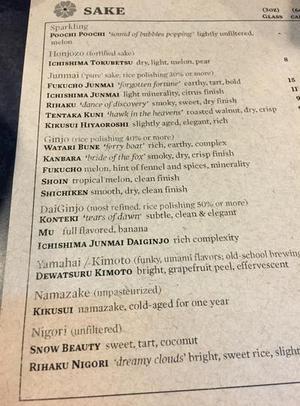 SAKE
(3OZ)
GLASS
Sparkling
POOCHI POOCHI 'sound of bubbles popping' lightly unfiltered,
melon
Honjozo (fortified sake)
ICHISHIMA TOKUBETSU dry, light, melon, pear 8
Junmai ('pure' sake, rice polishing 30% or more)
FUKUCHO JUNMAI 'forgotten fortune' earthy, tart, bold 15
ICHISHIMA JUNMAI light minerality, citrus finish 11
RIHAKU 'dance of discovery' smoky, sweet, dry finish
TENTAKA KUNI 'hawk in the heavens' roasted walnut, dry, crisp
KIKUSUI HIYAOROSHI slightly aged, elegant, rich
Ginjo (rice polishing 40% or more)
WATARI BUNE 'ferry boat' rich, earthy, complex
KANBARA 'bride of the fox' smoky, dry, crisp finish
FUKUCHO melon, hint of fennel and spices, minerality
SHOIN tropical melon, clean finish
SHICHIKEN smooth, dry, clean finish
DaiGinjo (most refined, rice polishing 50% or more)
KONTEKI 'tears of dawn' subtle, clean & elegant
MU full flavored, banana
ICHISHIMA JUNMAI DAIGINJO rich complexity
Yamahai / Kimoto (funky, umami flavors; old-school brewing
DEWATSURU KIMOTO bright, grapefruit peel, effervescent
Namazake (unpasteurized)
KIKUSUI namazake, cold-aged for one year
Nigori (unfiltered)
SNOW BEAUTY sweet, tart, coconut
RIHAKU NIGORI 'dreamy clouds' bright, sweet rice,